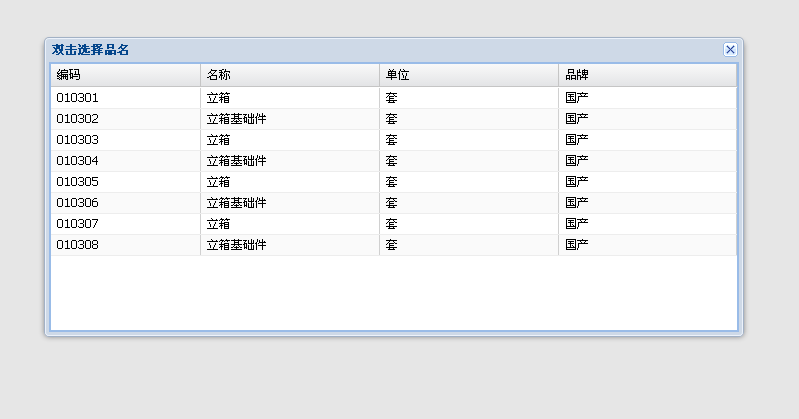 双击选择品名
编码 名称 单位 品牌
010301 立箱 套 国产
010302 立箱基础件 套 国产
010303 立箱 套 国产
010304 立箱基础件 套 国产
010305 立箱 套 国产
010306 立箱基础件 套 国产
010307 立箱 套 国产
010308 立箱基础件 套 国产